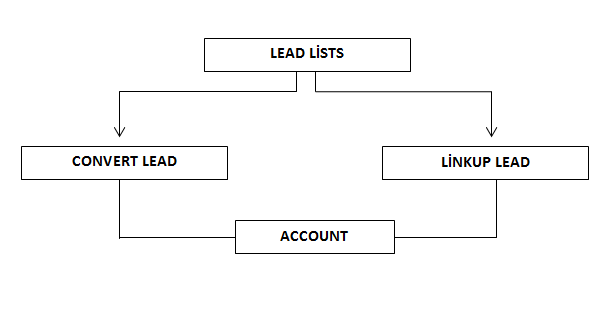 LEAD LİSTS
CONVERT LEAD
LİNKUP LEAD
ACCOUNT